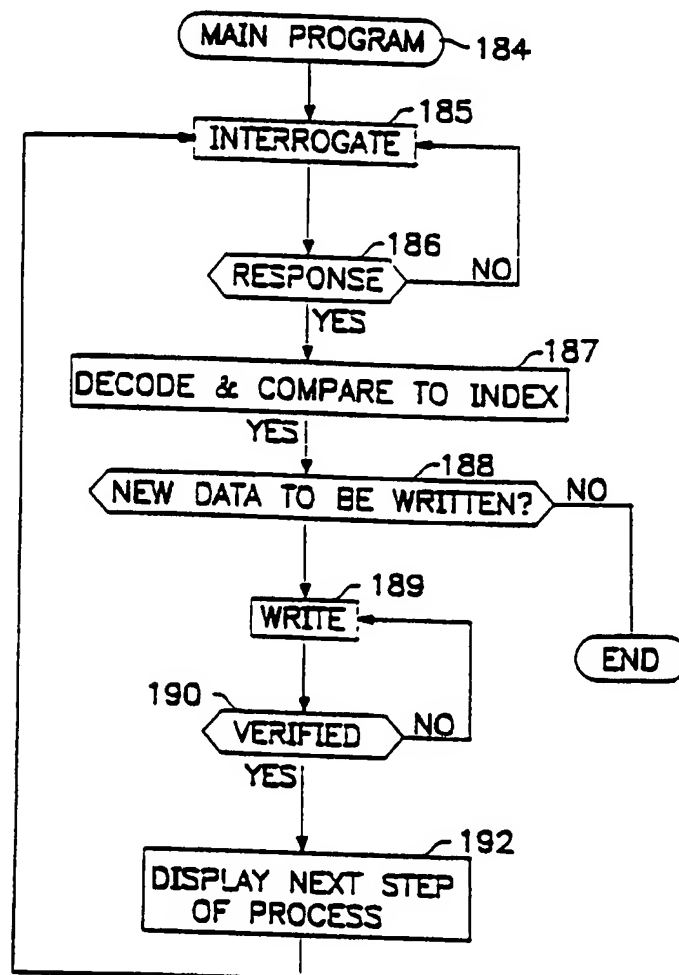 MAIN PROGRAM
184
185
INTERROGATE
186
RESPONSE
NO
YES
187
DECODE & COMPARE TO INDEX
YES
188
NEW DATA TO BE WRITTEN?
NO
189
WRITE
END
190
VERIFIED
NO
YES
192
DISPLAY NEXT STEP
OF PROCESS